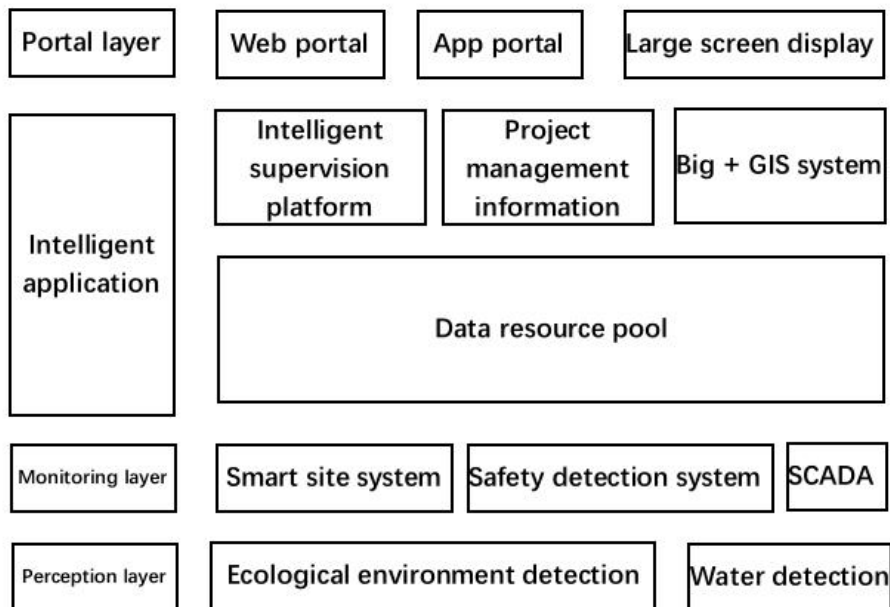 Portal layer
Web portal
App portal
Large screen display
Intelligent
application
Intelligent
supervision
platform
Project
management
information
Big + GIS system
Data resource pool
Monitoring layer
Smart site system
Safety detection system
SCADA
Perception layer
Ecological environment detection
Water detection